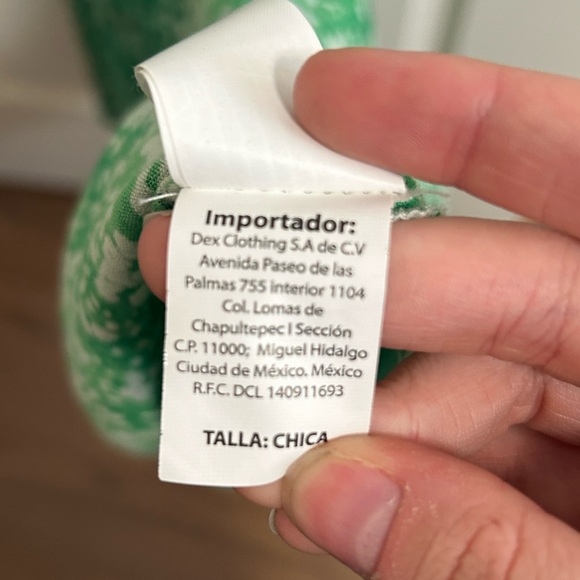 Importador:
Dex Clothing S.A de C.V
Avenida Paseo de las
Palmas 755 interior 1104
Col. Lomas de
Chapultepec I Sección
C.P. 11000; Miguel Hidalgo
Ciudad de México. México
R.F.C. DCL 140911693
TALLA: CHICA